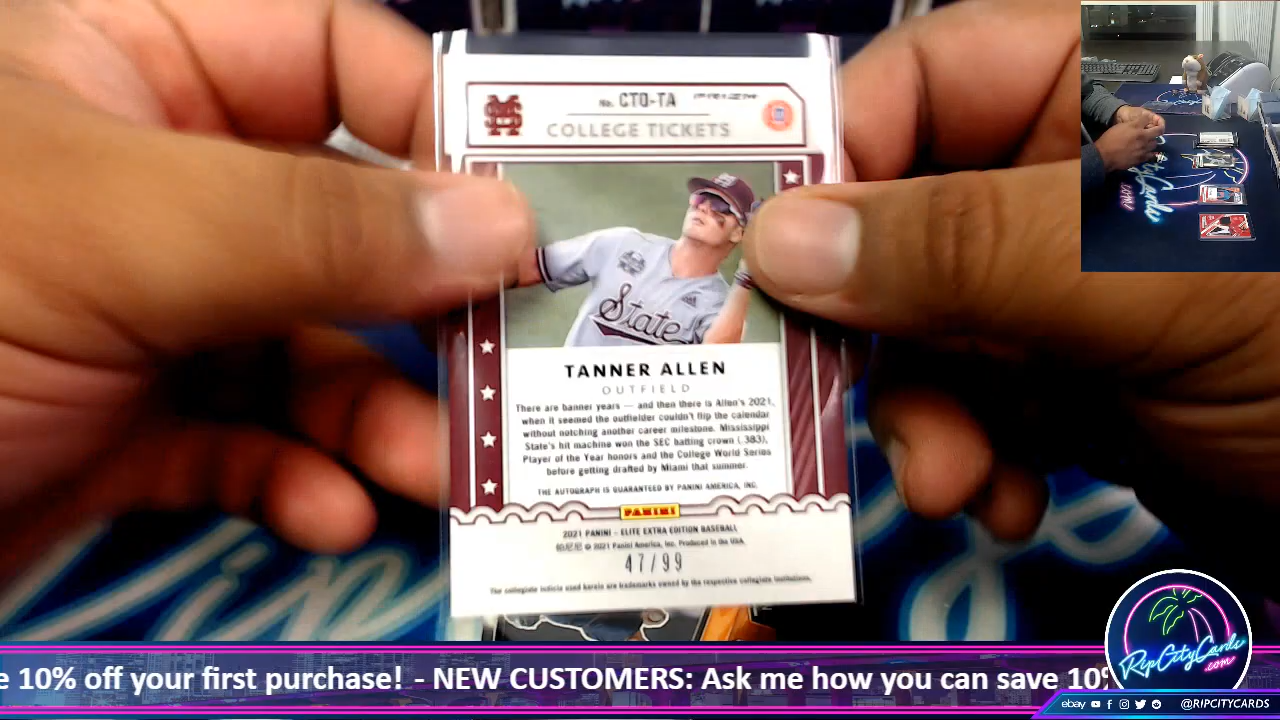 No. CTO-TA
PRIZM
COLLEGE TICKETS
State
TANNER ALLEN
OUTFIELD
There are banner years — and then there is Allen's 2021,
when it seemed the outfielder couldn't flip the calendar
without notching another career milestone. Mississippi
State's hit machine won the SEC batting crown (.383),
Player of the Year honors and the College World Series
before getting drafted by Miami that summer.
THE AUTOGRAPH IS GUARANTEED BY PANINI AMERICA, INC.
PANINI
2021 PANINI – ELITE EXTRA EDITION BASEBALL
© 2021 Panini America, Inc. Produced in the USA.
47/99
The collegiate indicia used herein are trademarks owned by the respective collegiate institutions.
e 10% off your first purchase! - NEW CUSTOMERS: Ask me how you can save 10%
RipCityCards
.com
ebay @RIPCITYCARDS